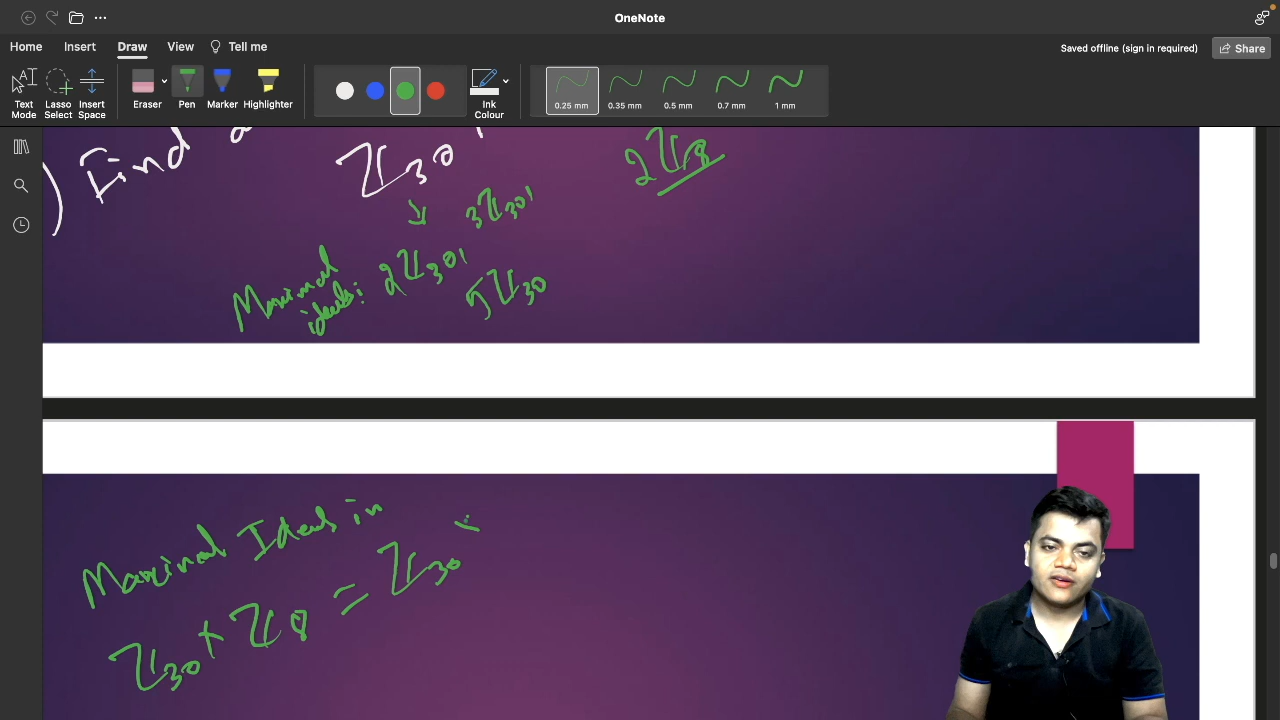 OneNote
Home Insert Draw View Tell me
Saved offline (sign in required) Share
Text Mode Lasso Select Insert Space Eraser Pen Marker Highlighter Ink Colour 0.25 mm 0.35 mm 0.5 mm 0.7 mm 1 mm
) Find
ℤ30
2ℤ8
3ℤ30,
Maximal ideals: 2ℤ30,
5ℤ30
Maximal Ideals in
ℤ30 × ℤ8 = ℤ30 ×